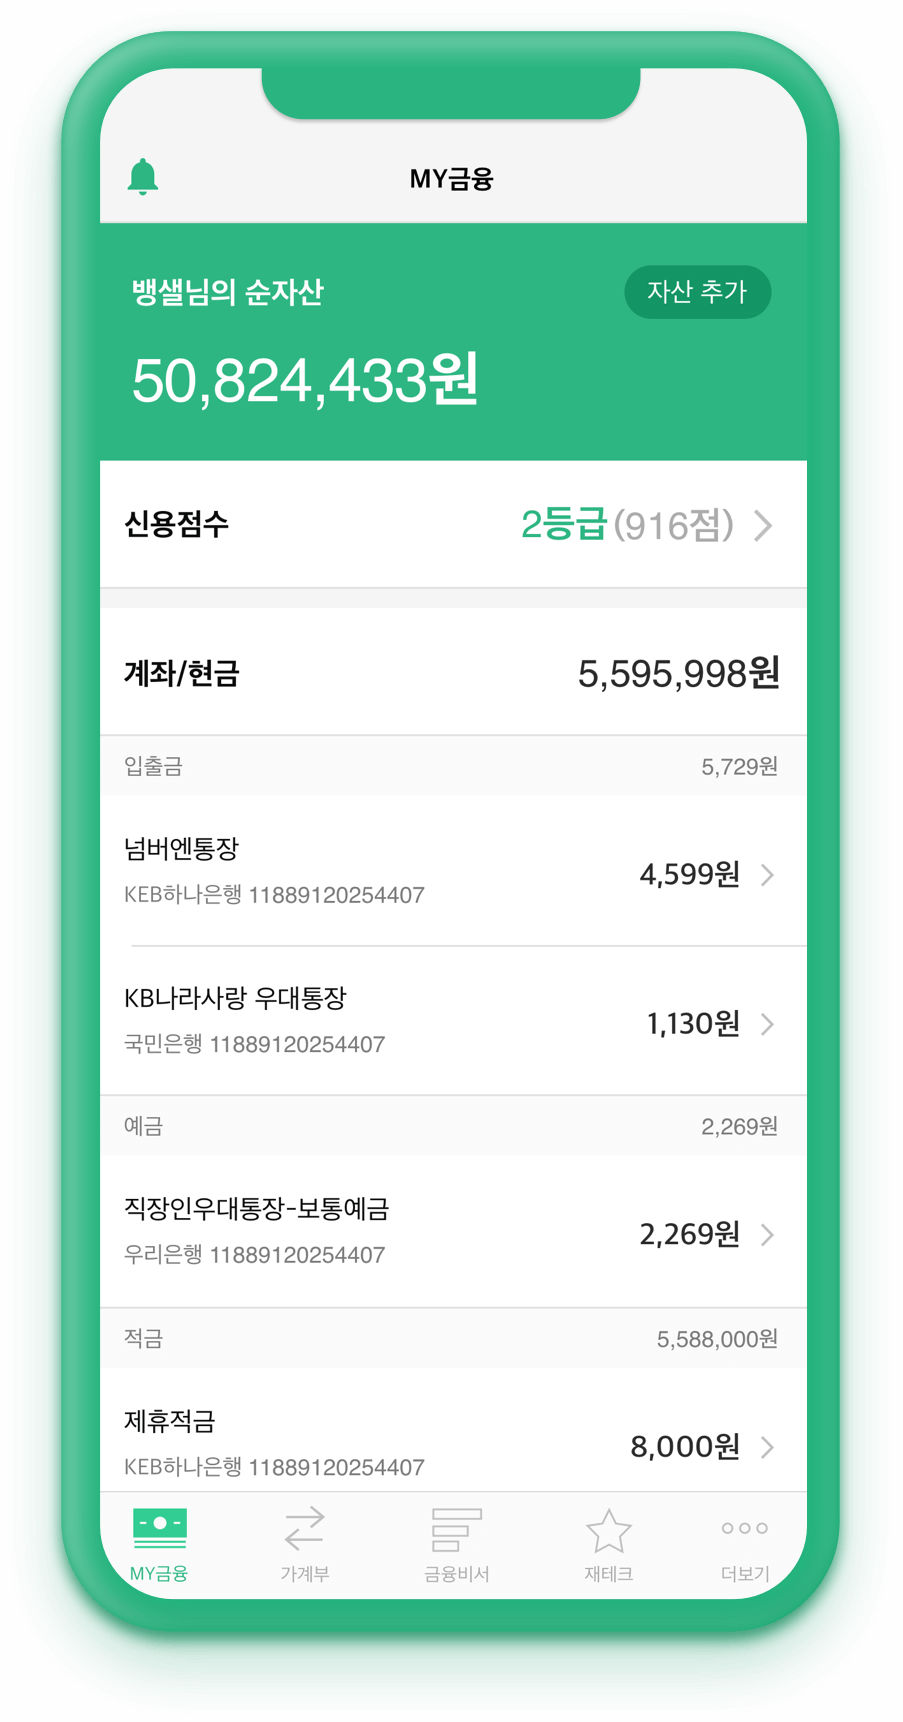 MY금융
뱅샐님의 순자산
자산 추가
50,824,433원
신용점수
2등급(916점)
계좌/현금
5,595,998원
입출금
5,729원
넘버엔통장
KEB하나은행 11889120254407
4,599원
KB나라사랑 우대통장
국민은행 11889120254407
1,130원
예금
2,269원
직장인우대통장-보통예금
우리은행 11889120254407
2,269원
적금
5,588,000원
제휴적금
KEB하나은행 11889120254407
8,000원
MY금융
가계부
금융비서
재테크
더보기